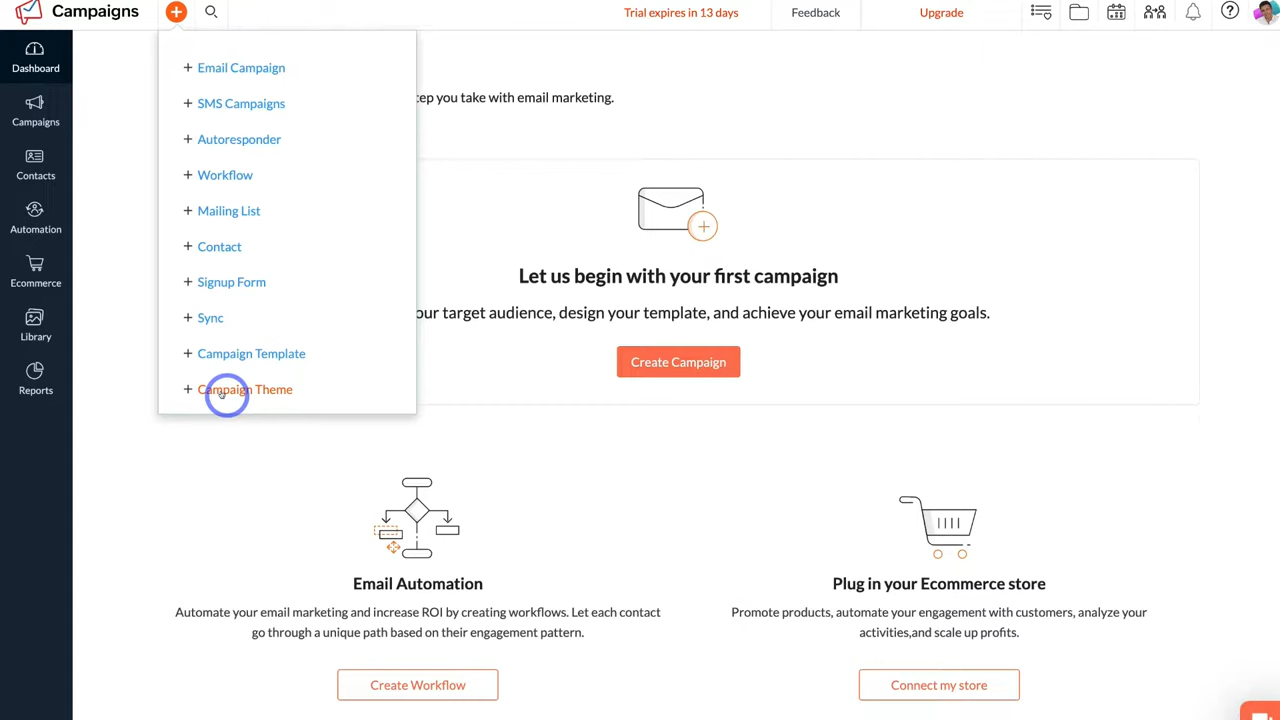 Campaigns
Trial expires in 13 days
Feedback
Upgrade
Dashboard
Campaigns
Contacts
Automation
Ecommerce
Library
Reports
+ Email Campaign
+ SMS Campaigns
+ Autoresponder
+ Workflow
+ Mailing List
+ Contact
+ Signup Form
+ Sync
+ Campaign Template
+ Campaign Theme
you take with email marketing.
Let us begin with your first campaign
target audience, design your template, and achieve your email marketing goals.
Create Campaign
Email Automation
Automate your email marketing and increase ROI by creating workflows. Let each contact
go through a unique path based on their engagement pattern.
Create Workflow
Plug in your Ecommerce store
Promote products, automate your engagement with customers, analyze your
activities,and scale up profits.
Connect my store